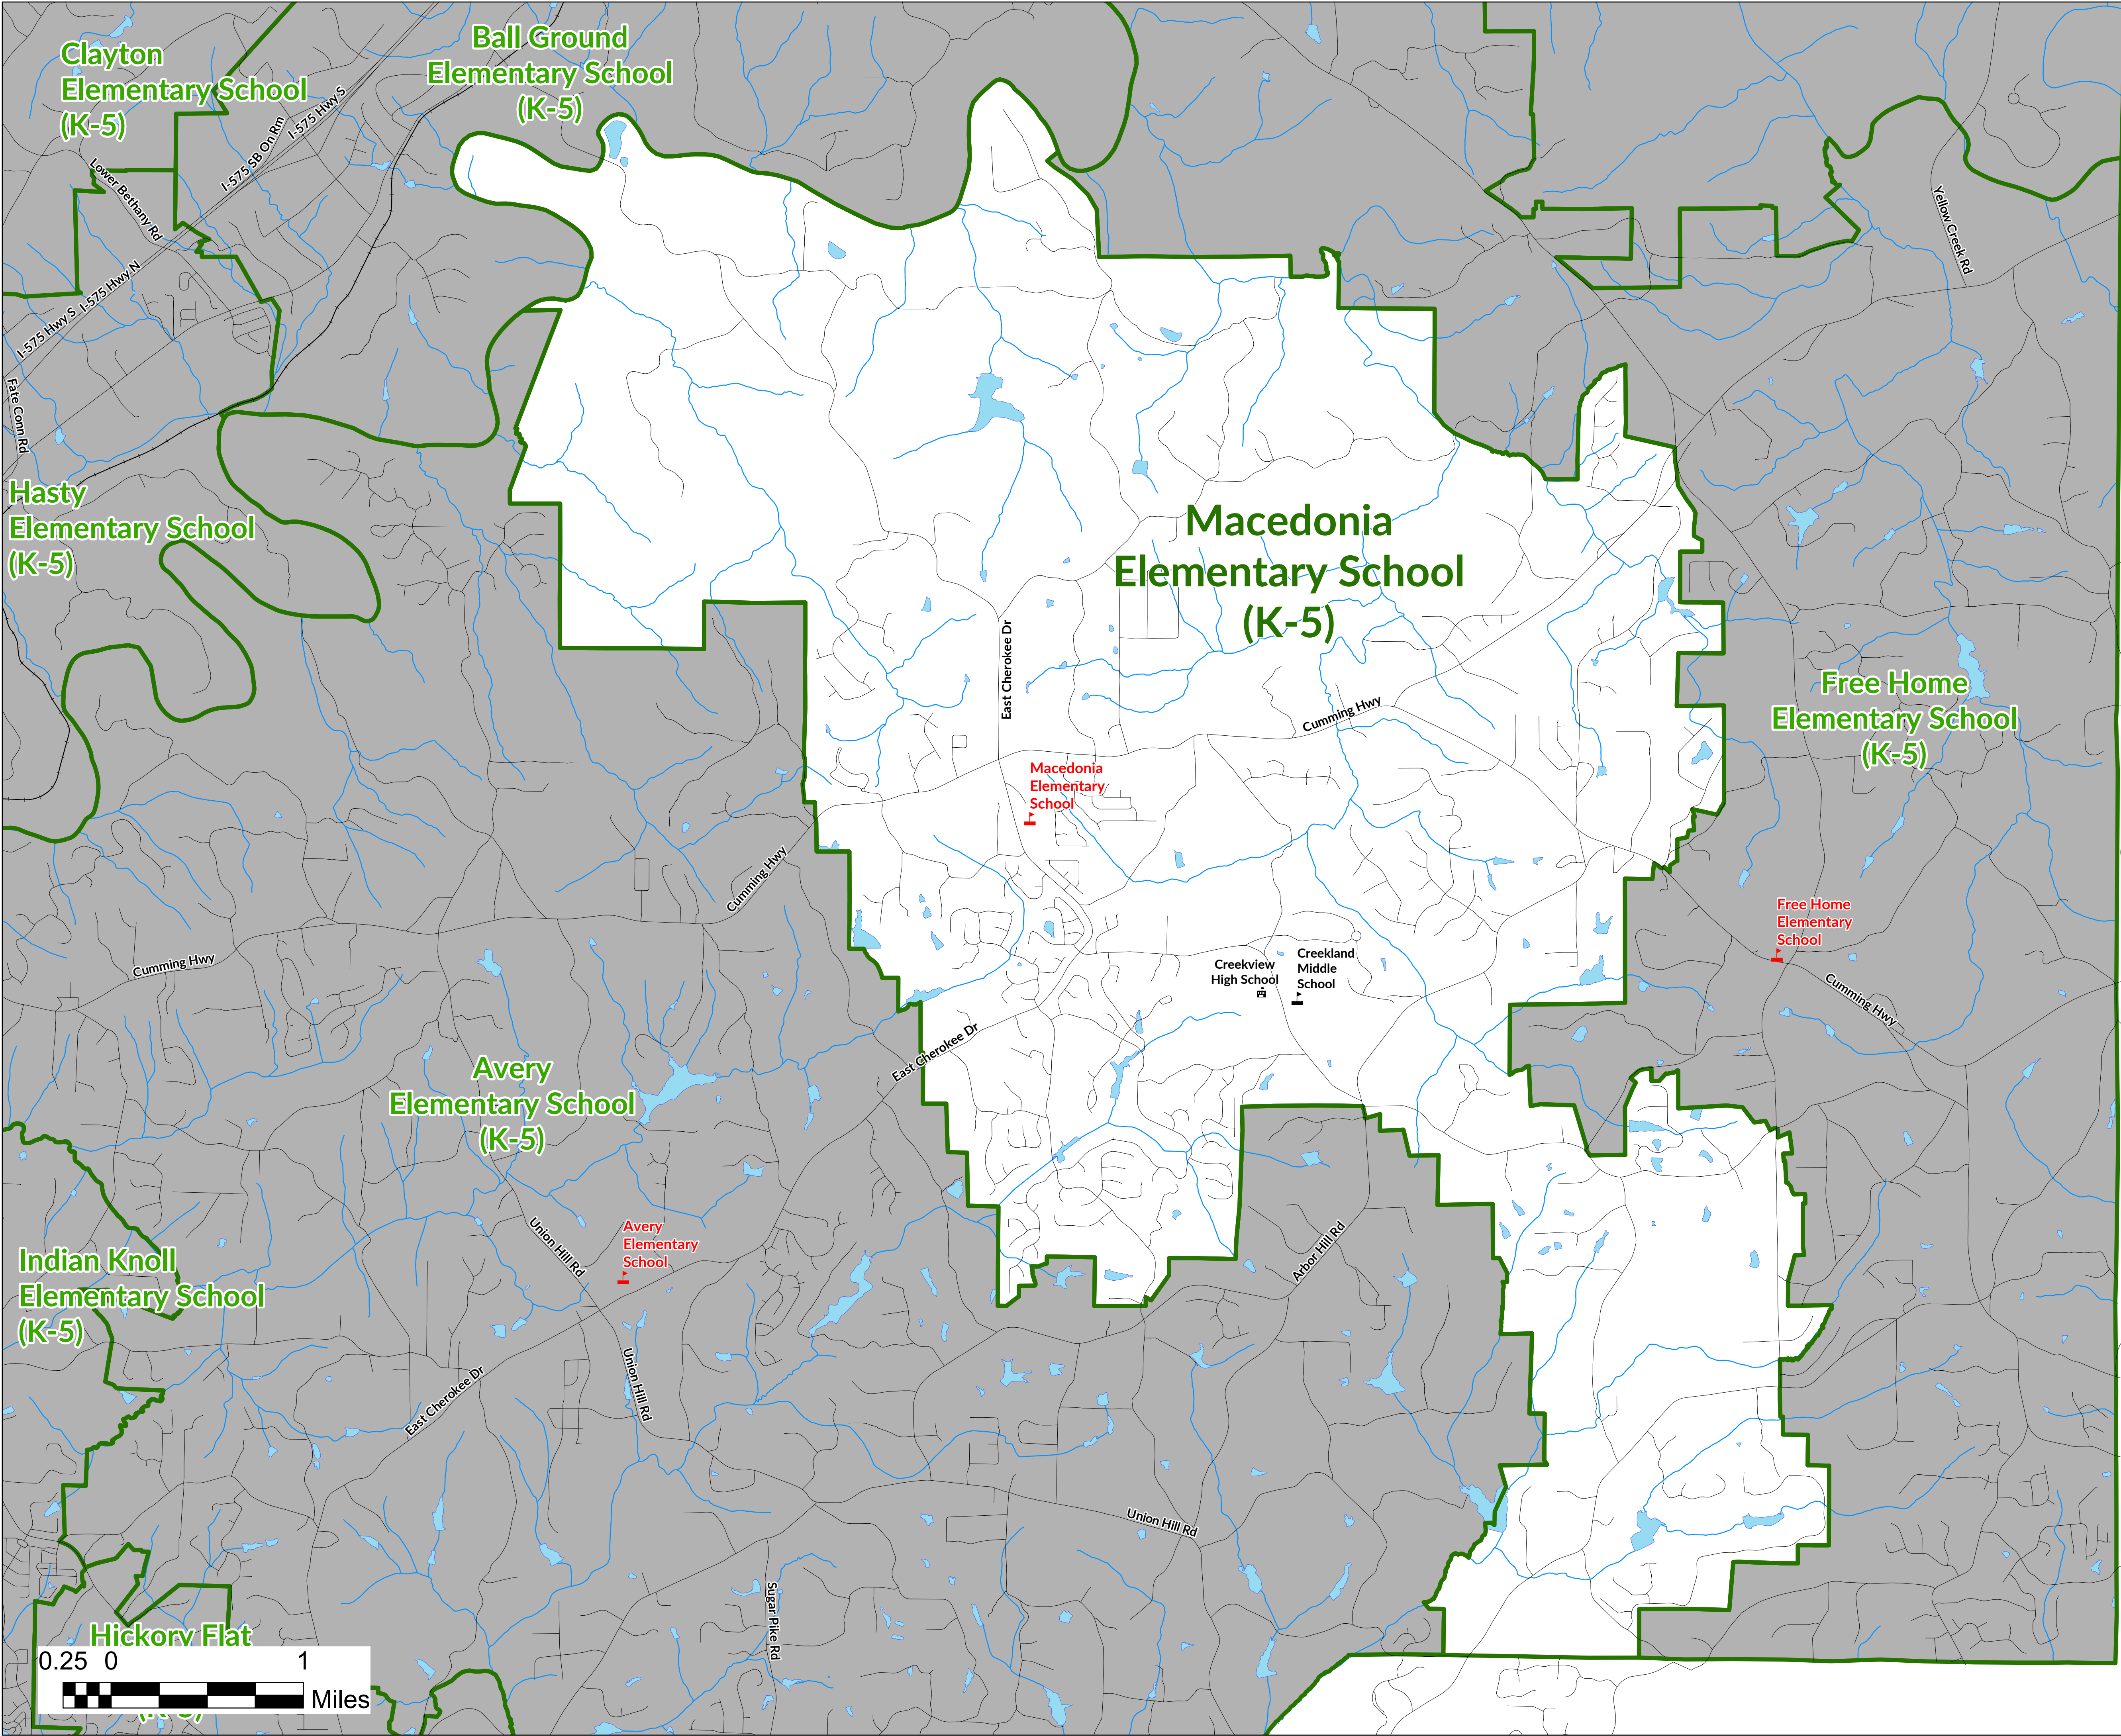 Clayton
Elementary School
(K-5)
Ball Ground
Elementary School
(K-5)
I-575 Hwy S
I-575 SB On Rm
Lower Bethany Rd
Yellow Creek Rd
I-575 Hwy N
I-575 Hwy S
Fate Conn Rd
Hasty
Elementary School
(K-5)
Macedonia
Elementary School
(K-5)
East Cherokee Dr
Cumming Hwy
Free Home
Elementary School
(K-5)
Macedonia
Elementary
School
Cumming Hwy
Free Home
Elementary
School
Cumming Hwy
Creekview
High School
Creekland
Middle
School
Cumming Hwy
East Cherokee Dr
Avery
Elementary School
(K-5)
Union Hill Rd
Avery
Elementary
School
Arbor Hill Rd
Indian Knoll
Elementary School
(K-5)
Union Hill Rd
East Cherokee Dr
Union Hill Rd
Sugar Pike Rd
Hickory Flat
0.25 0 1
Miles